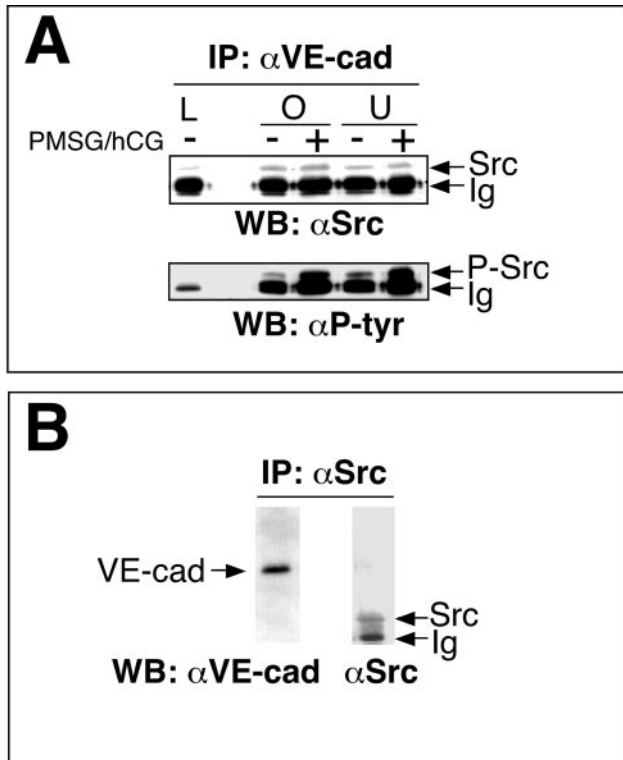 A
IP: αVE-cad
L O U
PMSG/hCG - - + - +
Src
Ig
WB: αSrc
P-Src
Ig
WB: αP-tyr
B
IP: αSrc
VE-cad
Src
Ig
WB: αVE-cad αSrc